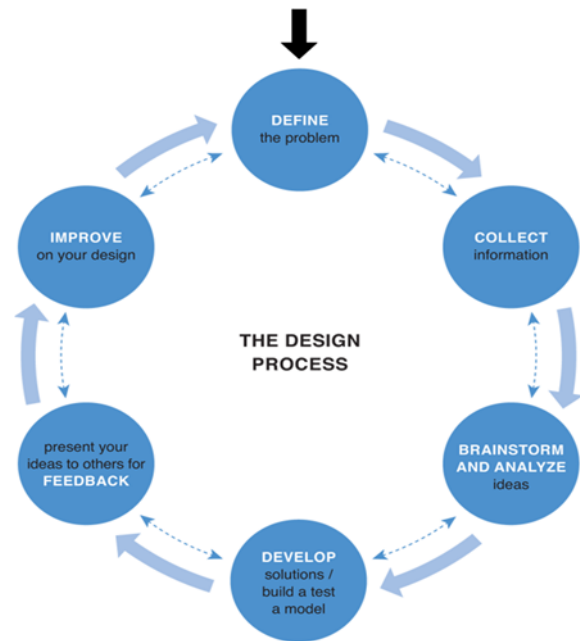 DEFINE
the problem
COLLECT
information
BRAINSTORM
AND ANALYZE
ideas
DEVELOP
solutions /
build a test
a model
present your
ideas to others for
FEEDBACK
IMPROVE
on your design
THE DESIGN
PROCESS